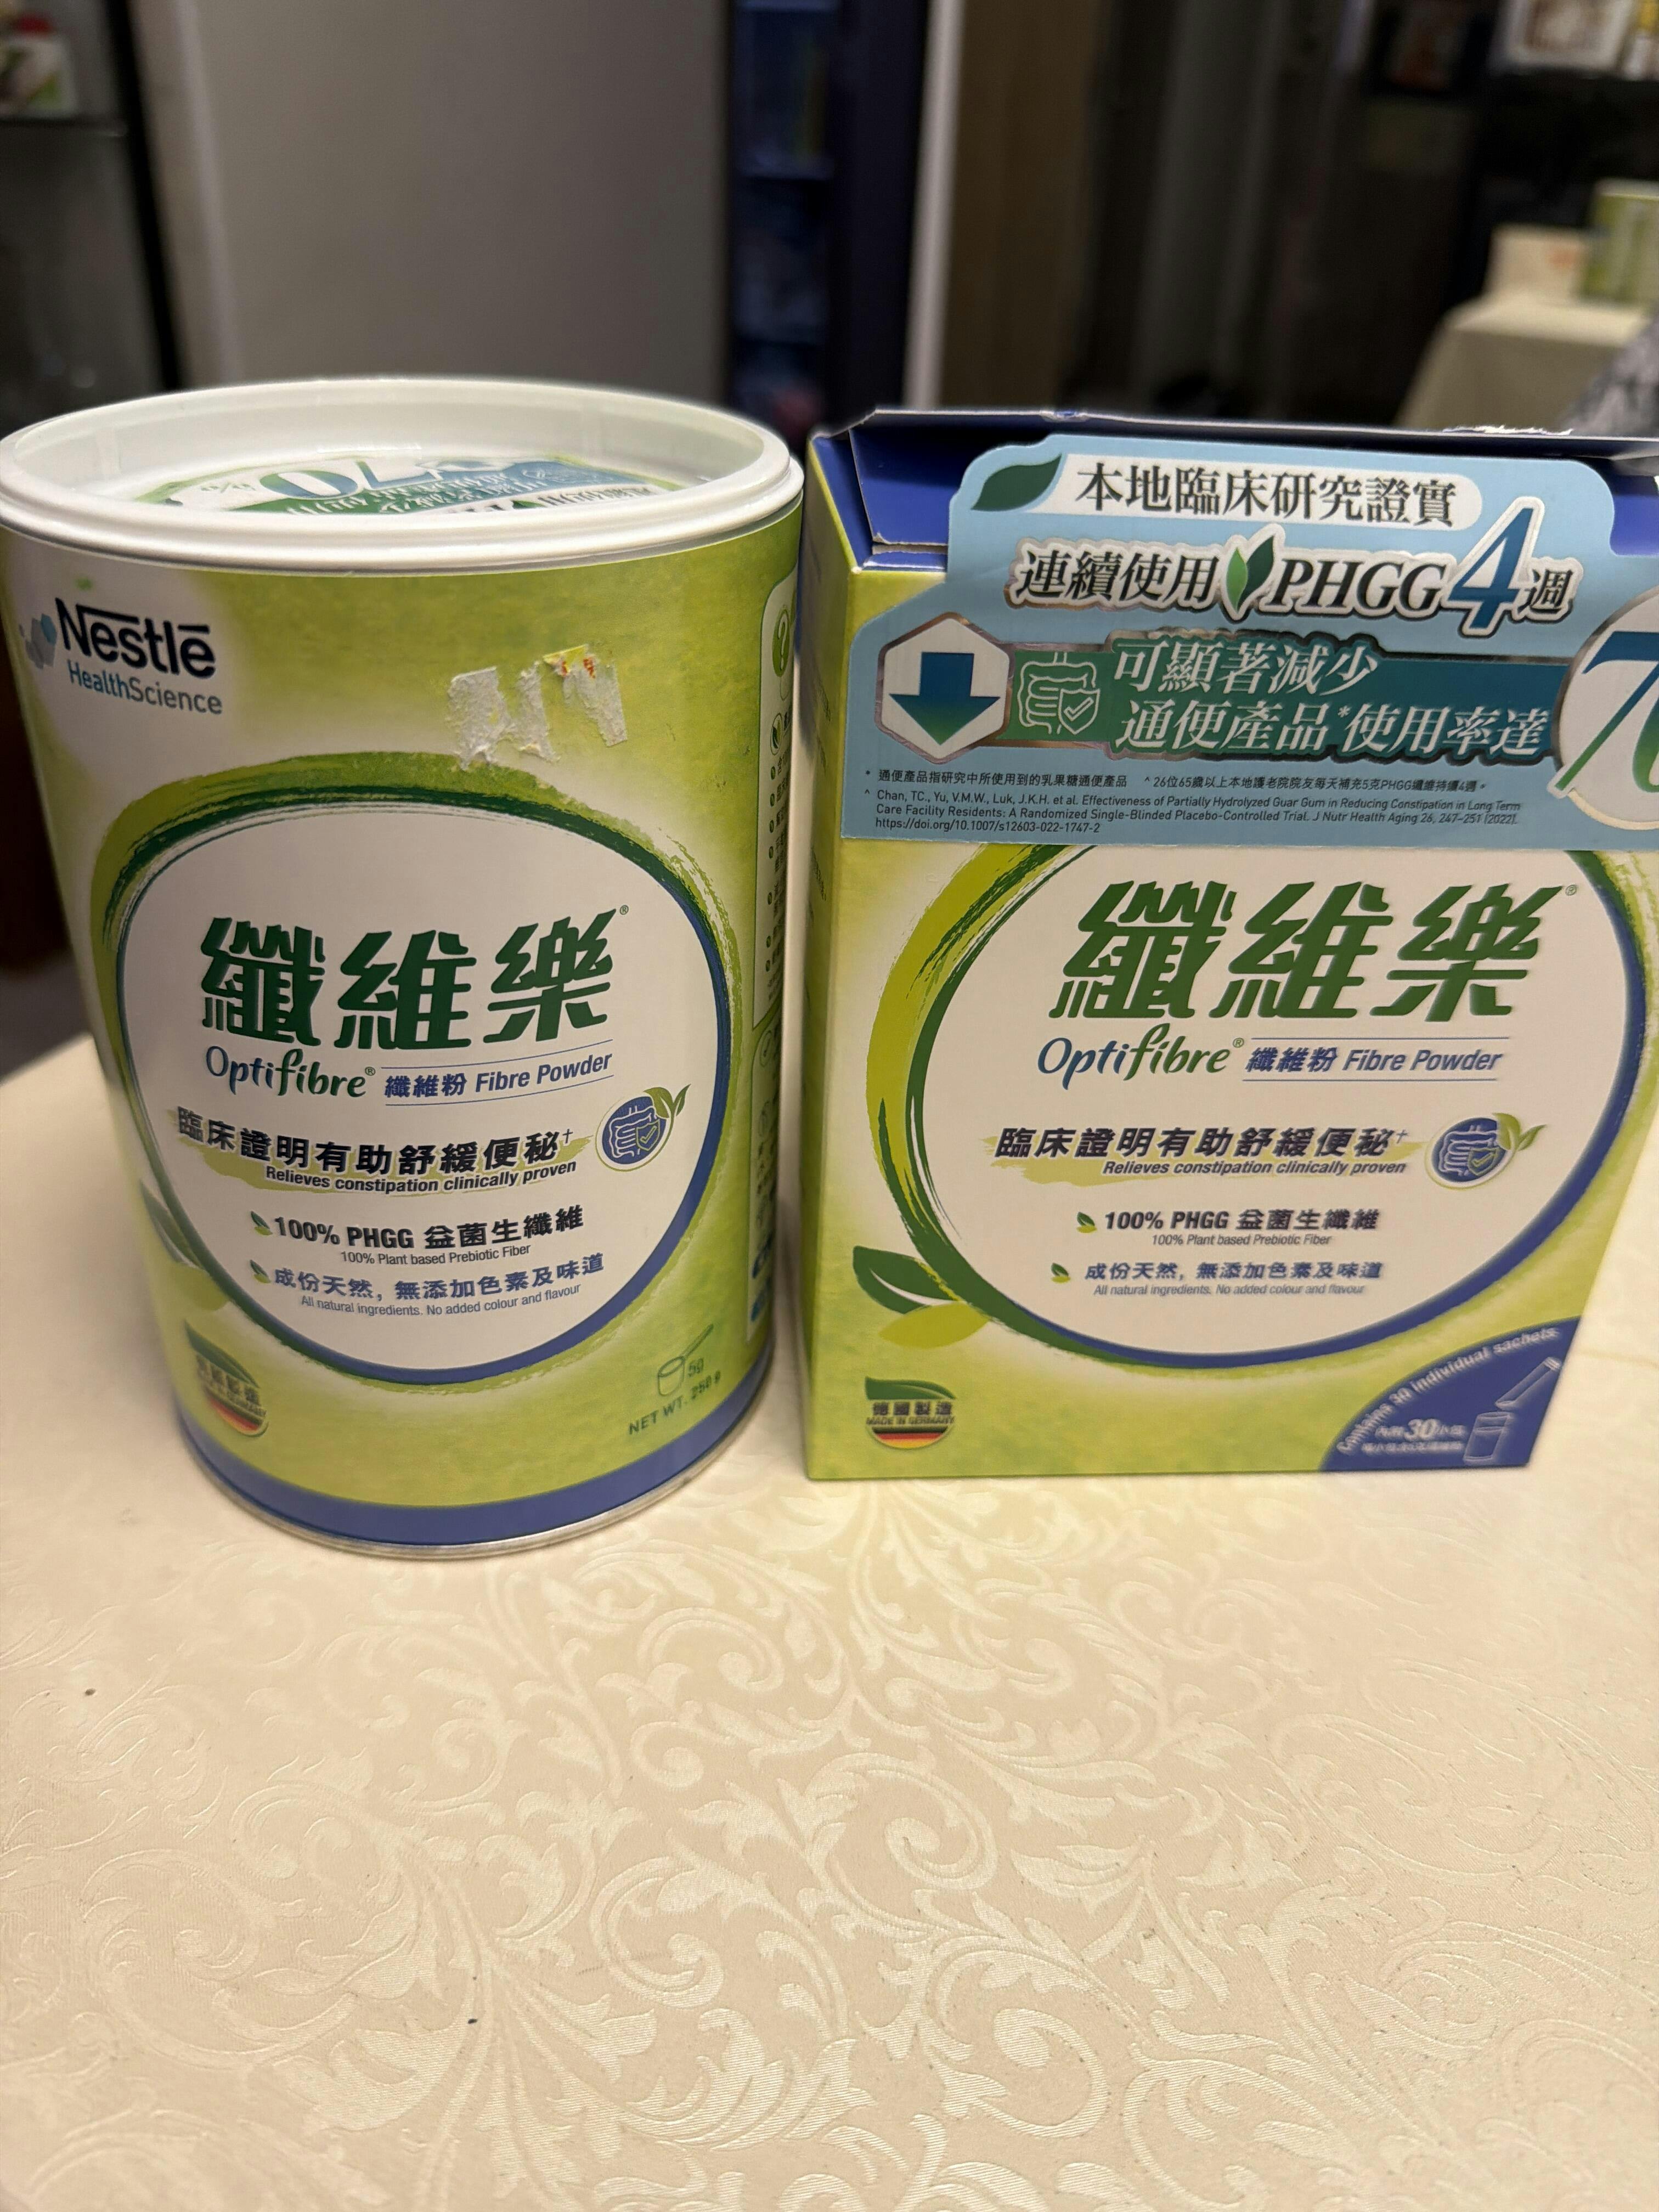 Nestlé
HealthScience
纖維樂®
Optifibre® 纖維粉 Fibre Powder
臨床證明有助舒緩便秘†
Relieves constipation clinically proven
100% PHGG 益菌生纖維
100% Plant based Prebiotic Fiber
成份天然，無添加色素及味道
All natural ingredients. No added colour and flavour
5g
NET WT. 250 g
本地臨床研究證實
連續使用PHGG4週
可顯著減少
通便產品*使用率達
* 通便產品指研究中所使用到的乳果糖通便產品 ^ 26位65歲以上本地護老院院友每天補充5克PHGG纖維持續4週。
^ Chan, TC., Yu, V.M.W., Luk, J.K.H. et al. Effectiveness of Partially Hydrolyzed Guar Gum in Reducing Constipation in Long Term
Care Facility Residents: A Randomized Single-Blinded Placebo-Controlled Trial. J Nutr Health Aging 26, 247–251 (2022).
https://doi.org/10.1007/s12603-022-1747-2
纖維樂®
Optifibre® 纖維粉 Fibre Powder
臨床證明有助舒緩便秘†
Relieves constipation clinically proven
100% PHGG 益菌生纖維
100% Plant based Prebiotic Fiber
成份天然，無添加色素及味道
All natural ingredients. No added colour and flavour
德國製造
MADE IN GERMANY
Contains 30 individual sachets
內附30小包